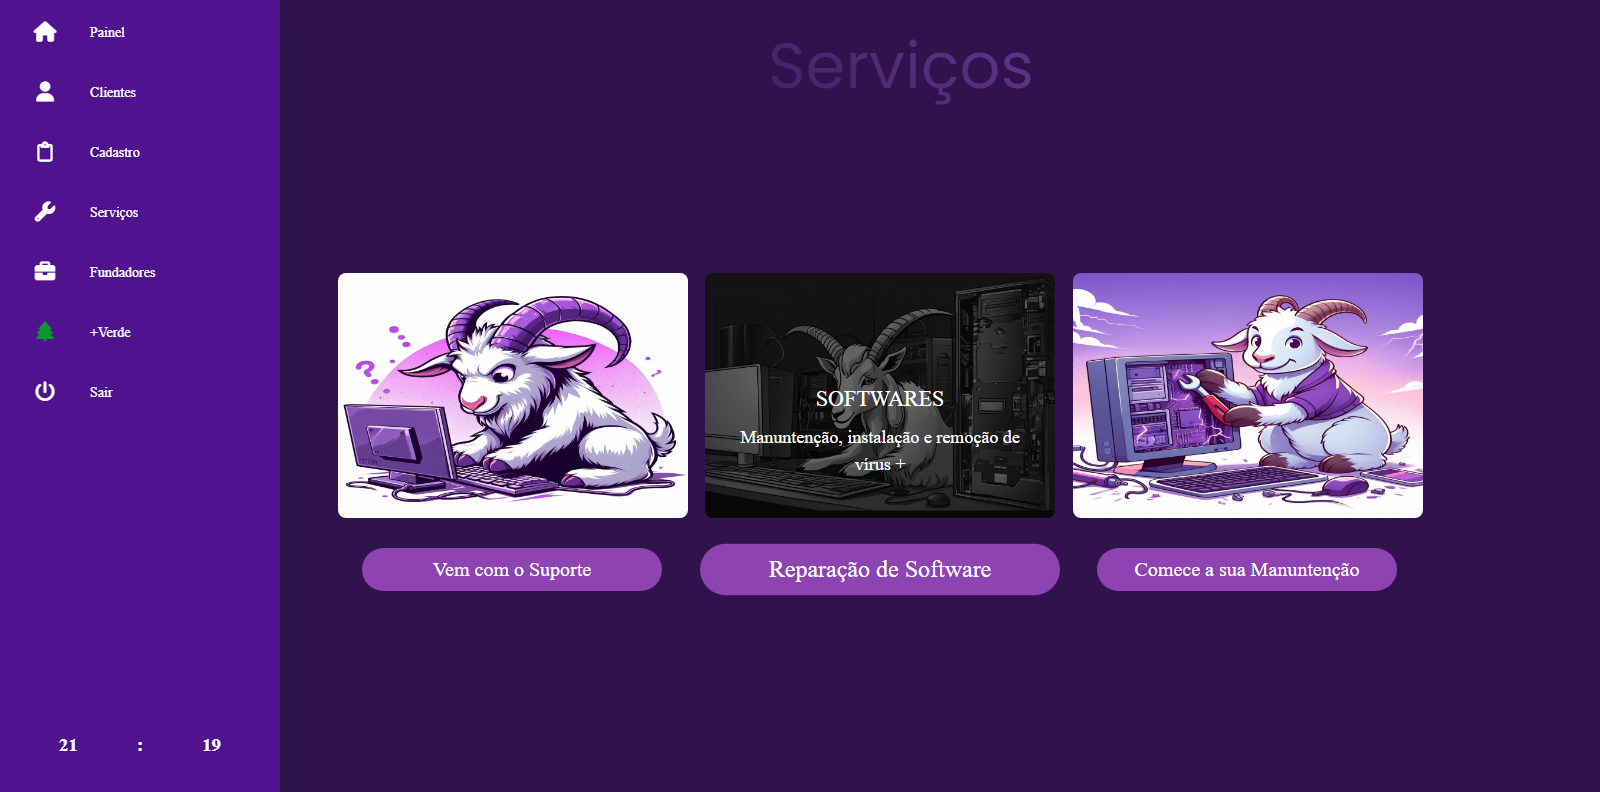 Painel
Clientes
Cadastro
Serviços
Fundadores
+Verde
Sair
21 : 19
Serviços
SOFTWARES
Manuntenção, instalação e remoção de
vírus +
Vem com o Suporte
Reparação de Software
Comece a sua Manuntenção